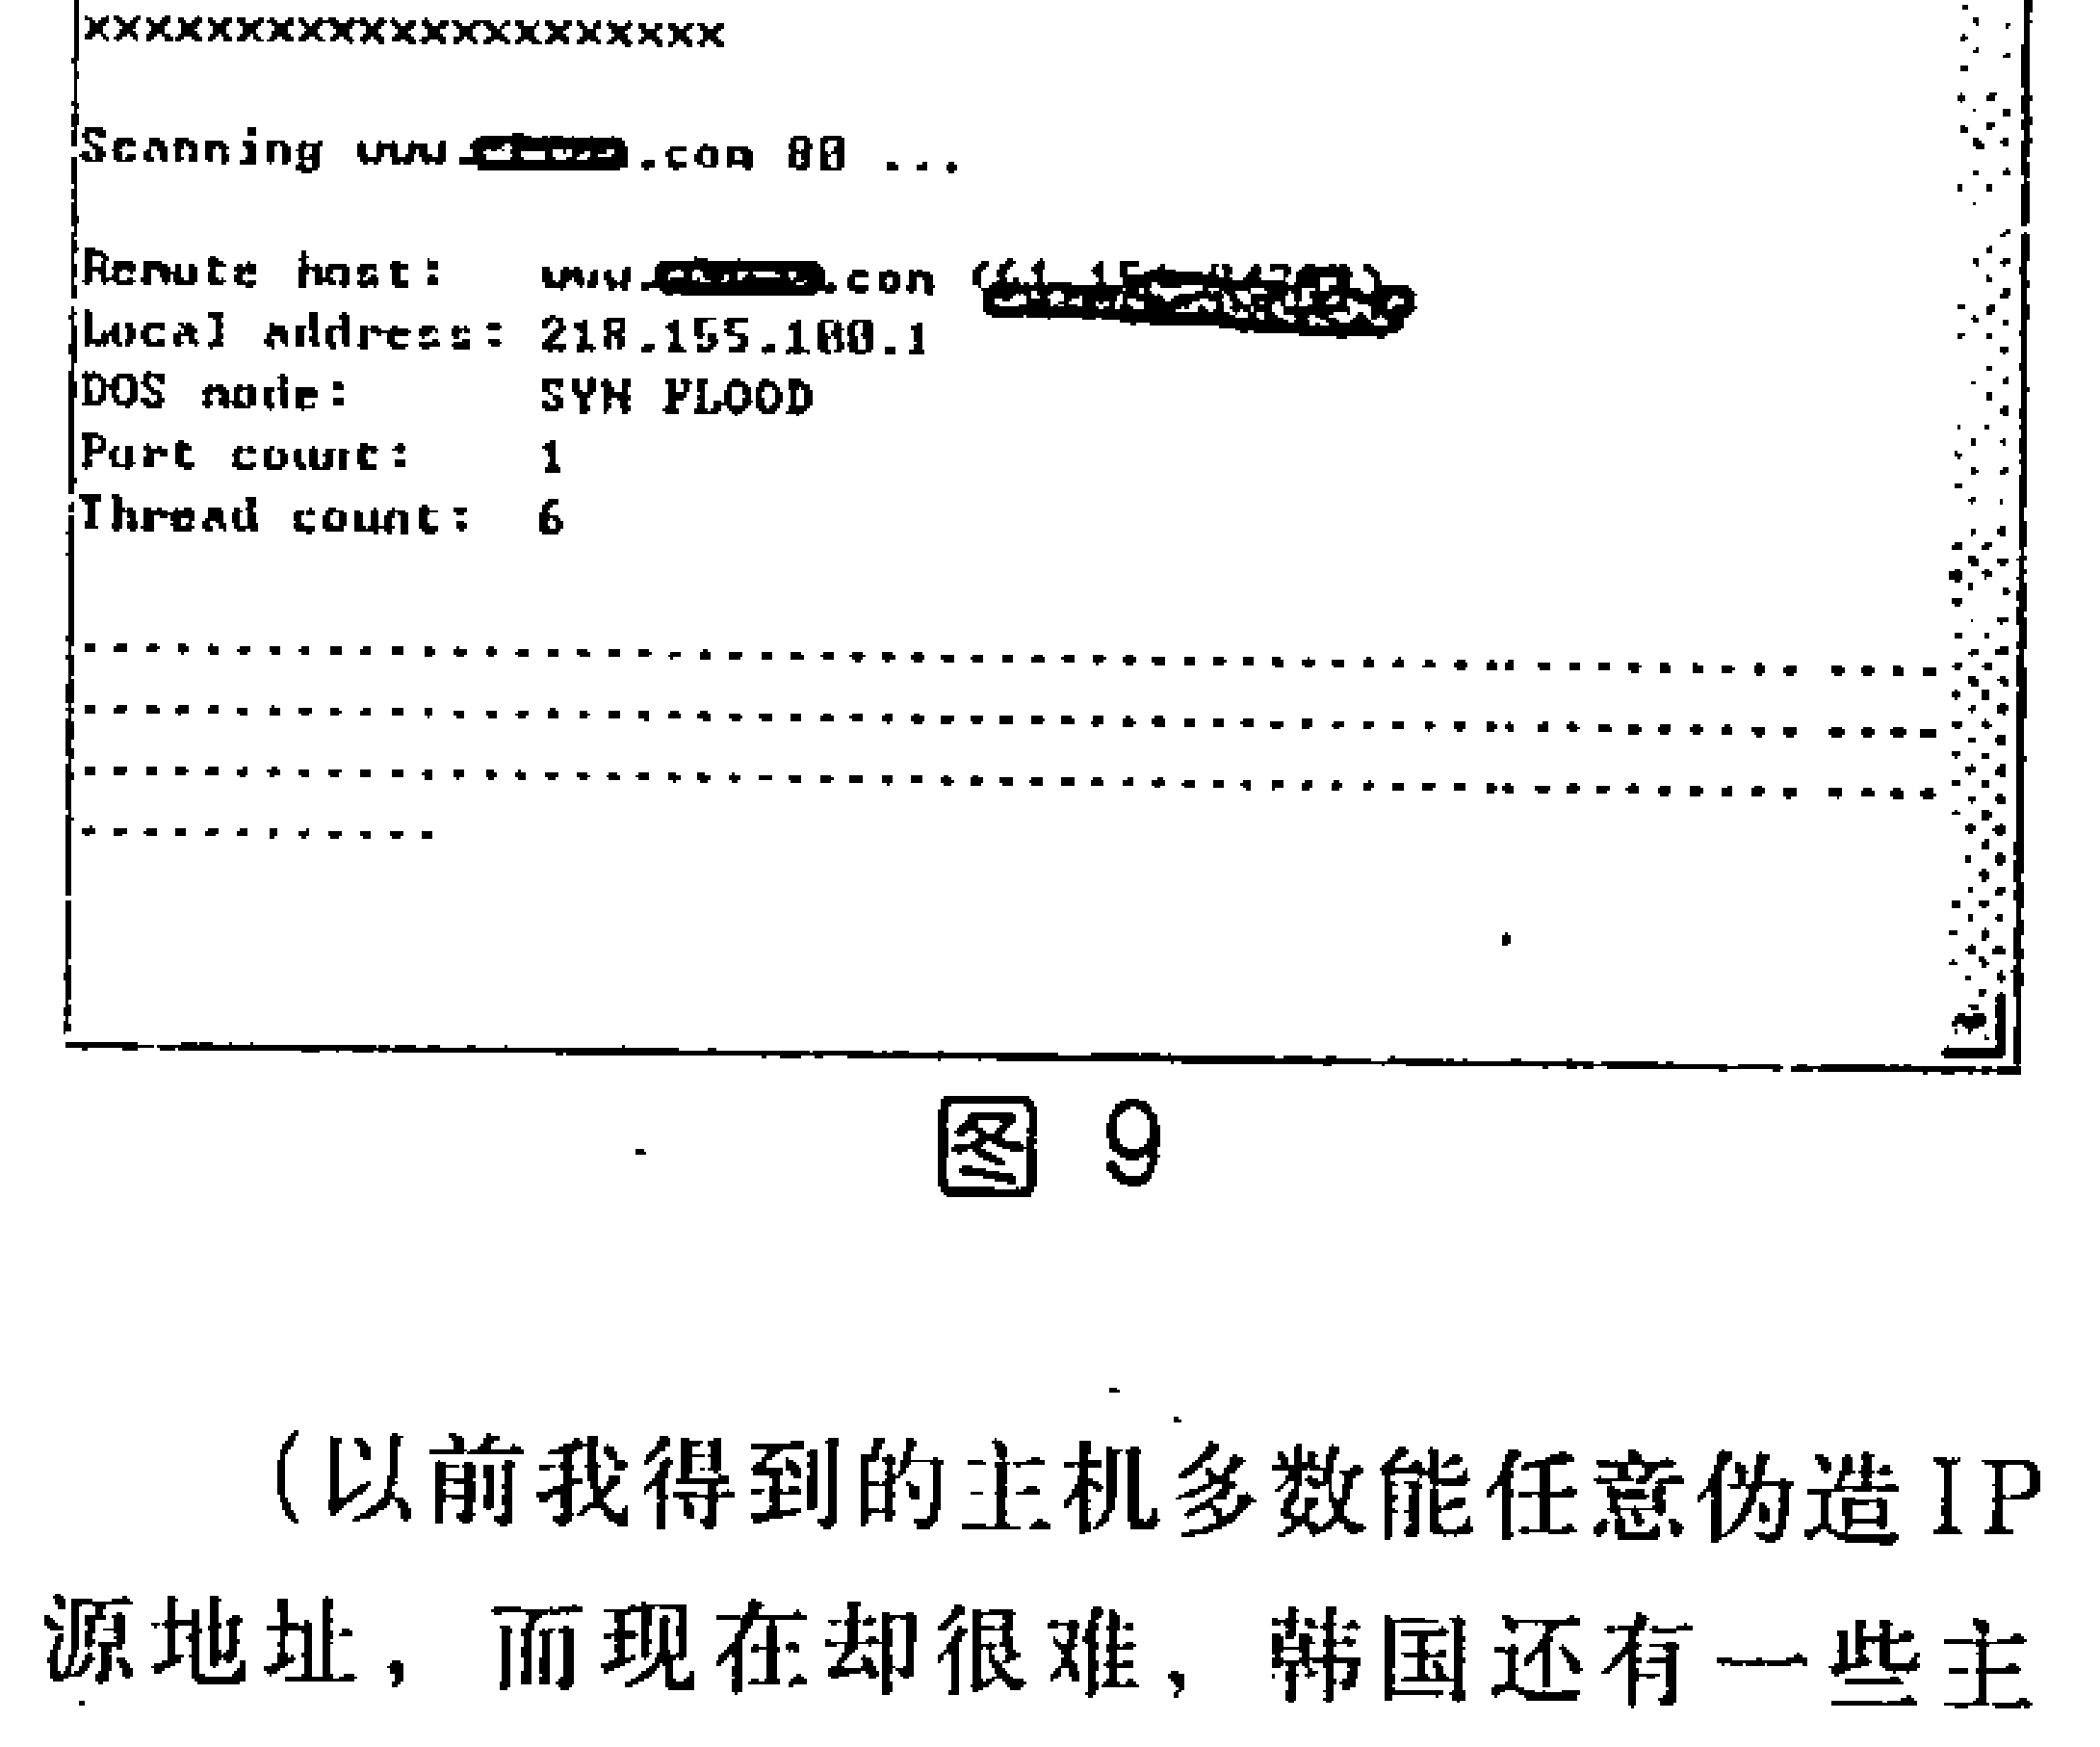 xxxxxxxxxxxxxxxxxxxxx
Scanning www. .com 80 ...
Remote host: www. .com
Local address: 218.155.100.1
DOS mode: SYN FLOOD
Port count: 1
Thread count: 6
图 9
(以前我得到的主机多数能任意伪造IP
源地址，而现在却很难，韩国还有一些主